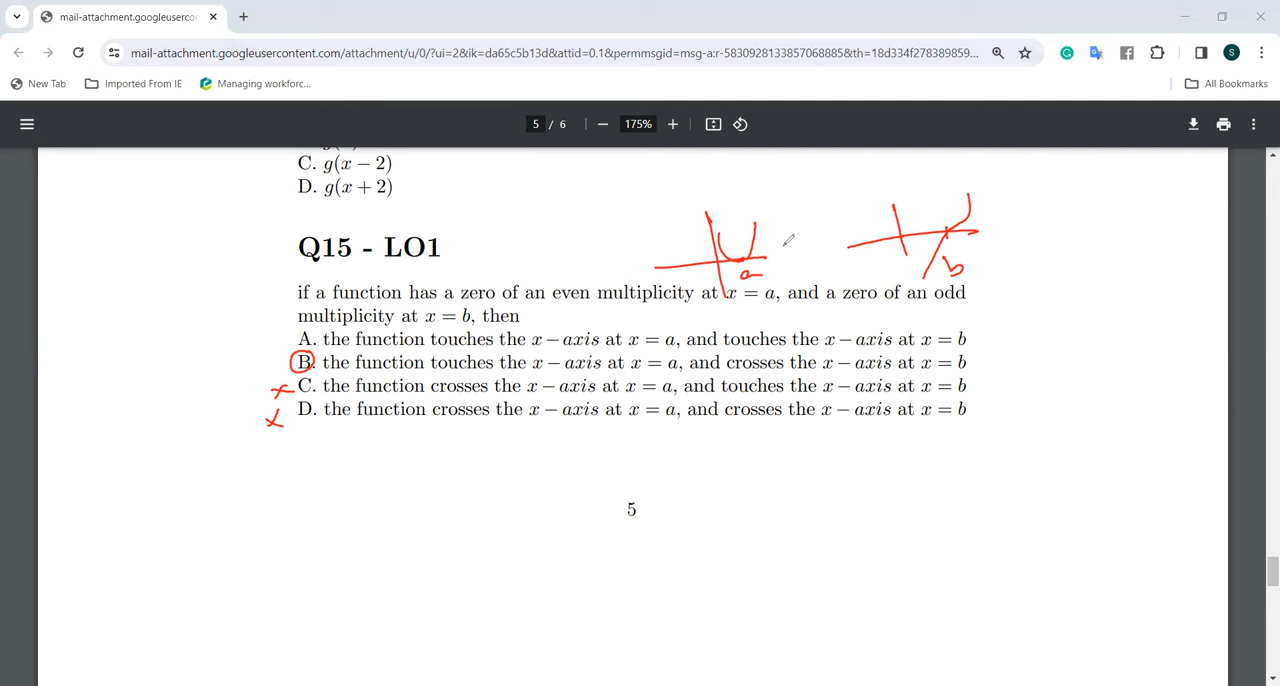 mail-attachment.googleusercor
mail-attachment.googleusercontent.com/attachment/u/0/?ui=2&ik=da65c5b13d&attid=0.1&permmsgid=msg-a:r-5830928133857068885&th=18d334f278389859...
S
New Tab
Imported From IE
Managing workforc...
All Bookmarks
5 / 6
175%
C. g(x − 2)
D. g(x + 2)
Q15 - LO1
a
b
if a function has a zero of an even multiplicity at x = a, and a zero of an odd
multiplicity at x = b, then
A. the function touches the x − axis at x = a, and touches the x − axis at x = b
B. the function touches the x − axis at x = a, and crosses the x − axis at x = b
x C. the function crosses the x − axis at x = a, and touches the x − axis at x = b
x D. the function crosses the x − axis at x = a, and crosses the x − axis at x = b
5